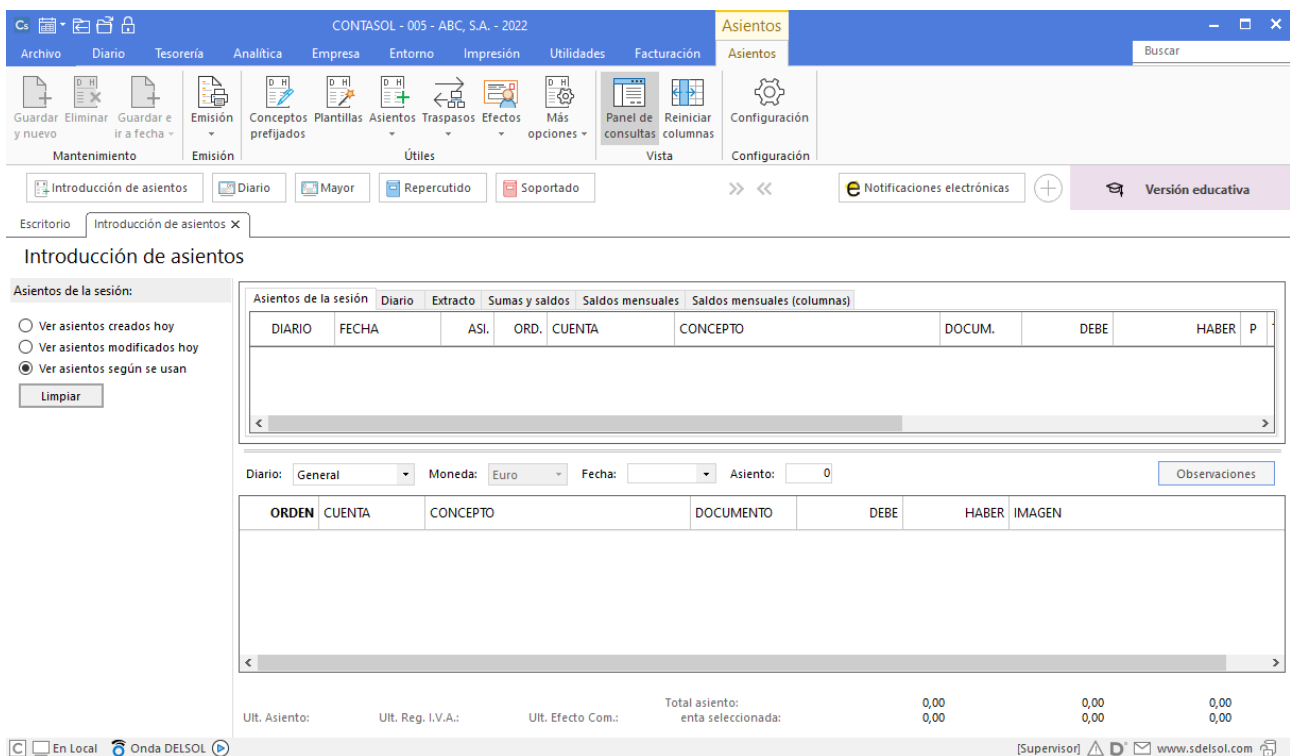 Cs CONTASOL - 005 - ABC, S.A. - 2022 Asientos
Archivo Diario Tesorería Analítica Empresa Entorno Impresión Utilidades Facturación Asientos Buscar
D H D H D H D H D H
Guardar Eliminar Guardar e Emisión Conceptos Plantillas Asientos Traspasos Efectos Más Panel de Reiniciar Configuración
y nuevo ir a fecha prefijados opciones consultas columnas
Mantenimiento Emisión Útiles Vista Configuración
Introducción de asientos Diario Mayor Repercutido Soportado Notificaciones electrónicas Versión educativa
Escritorio Introducción de asientos X
Introducción de asientos
Asientos de la sesión:
Ver asientos creados hoy
Ver asientos modificados hoy
Ver asientos según se usan
Limpiar
Asientos de la sesión Diario Extracto Sumas y saldos Saldos mensuales Saldos mensuales (columnas)
DIARIO FECHA ASI. ORD. CUENTA CONCEPTO DOCUM. DEBE HABER P
Diario: General Moneda: Euro Fecha: Asiento: 0 Observaciones
ORDEN CUENTA CONCEPTO DOCUMENTO DEBE HABER IMAGEN
Total asiento: 0,00 0,00 0,00
Ult. Asiento: Ult. Reg. I.V.A.: Ult. Efecto Com.: enta seleccionada: 0,00 0,00 0,00
C En Local Onda DELSOL [Supervisor] D www.sdelsol.com